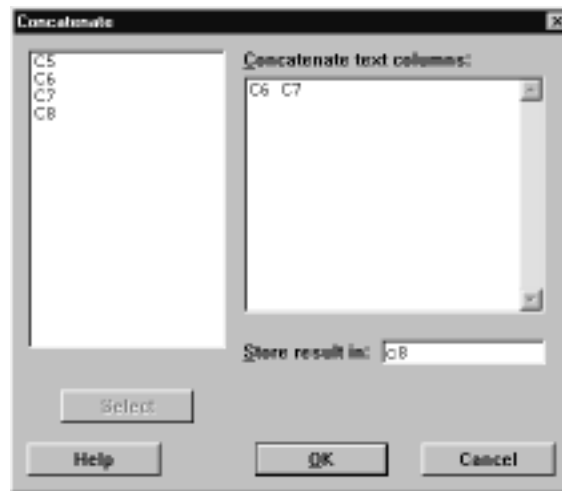 Concatenate
C5
C6
C7
C8
Concatenate text columns:
C6 C7
Store result in: c8
Select
Help
OK
Cancel